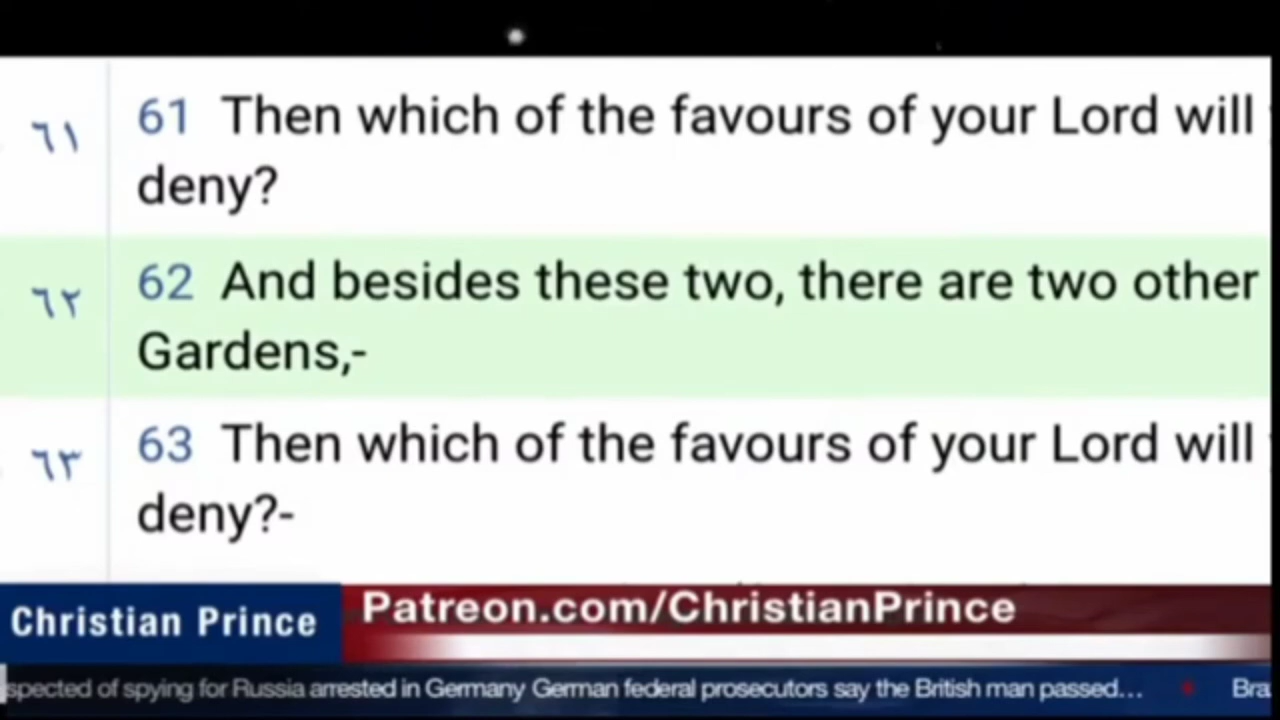 ٦١
61 Then which of the favours of your Lord will
deny?
٦٢
62 And besides these two, there are two other
Gardens,-
٦٣
63 Then which of the favours of your Lord will
deny?-
Christian Prince
Patreon.com/ChristianPrince
spected of spying for Russia arrested in Germany German federal prosecutors say the British man passed... • Bra